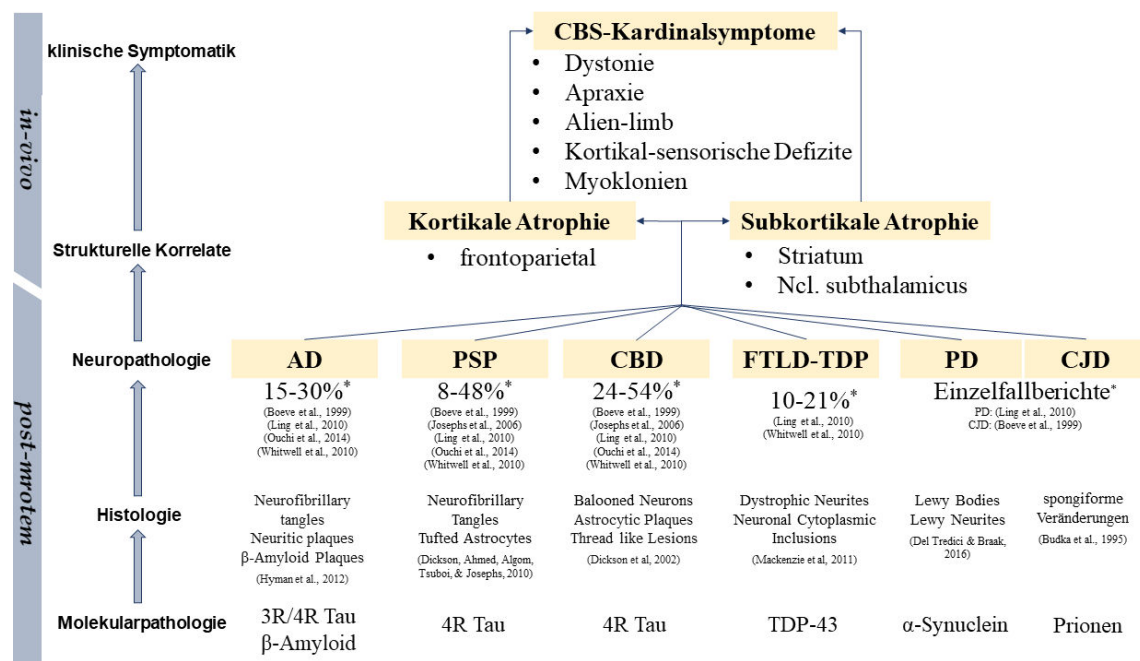 in-vivo
post-mrotem
klinische Symptomatik
Strukturelle Korrelate
Neuropathologie
Histologie
Molekularpathologie
CBS-Kardinalsymptome
• Dystonie
• Apraxie
• Alien-limb
• Kortikal-sensorische Defizite
• Myoklonien
Kortikale Atrophie
• frontoparietal
Subkortikale Atrophie
• Striatum
• Ncl. subthalamicus
AD
15-30%*
(Boeve et al., 1999)
(Ling et al., 2010)
(Ouchi et al., 2014)
(Whitwell et al., 2010)
Neurofibrillary
tangles
Neuritic plaques
β-Amyloid Plaques
(Hyman et al., 2012)
3R/4R Tau
β-Amyloid
PSP
8-48%*
(Boeve et al., 1999)
(Josephs et al., 2006)
(Ling et al., 2010)
(Ouchi et al., 2014)
(Whitwell et al., 2010)
Neurofibrillary
Tangles
Tufted Astrocytes
(Dickson, Ahmed, Algom,
Tsuboi, & Josephs, 2010)
4R Tau
CBD
24-54%*
(Boeve et al., 1999)
(Josephs et al., 2006)
(Ling et al., 2010)
(Ouchi et al., 2014)
(Whitwell et al., 2010)
Balooned Neurons
Astrocytic Plaques
Thread like Lesions
(Dickson et al, 2002)
4R Tau
FTLD-TDP
10-21%*
(Ling et al., 2010)
(Whitwell et al., 2010)
Dystrophic Neurites
Neuronal Cytoplasmic
Inclusions
(Mackenzie et al, 2011)
TDP-43
PD
CJD
Einzelfallberichte*
PD: (Ling et al., 2010)
CJD: (Boeve et al., 1999)
Lewy Bodies
Lewy Neurites
(Del Tredici & Braak,
2016)
α-Synuclein
spongiforme
Veränderungen
(Budka et al., 1995)
Prionen